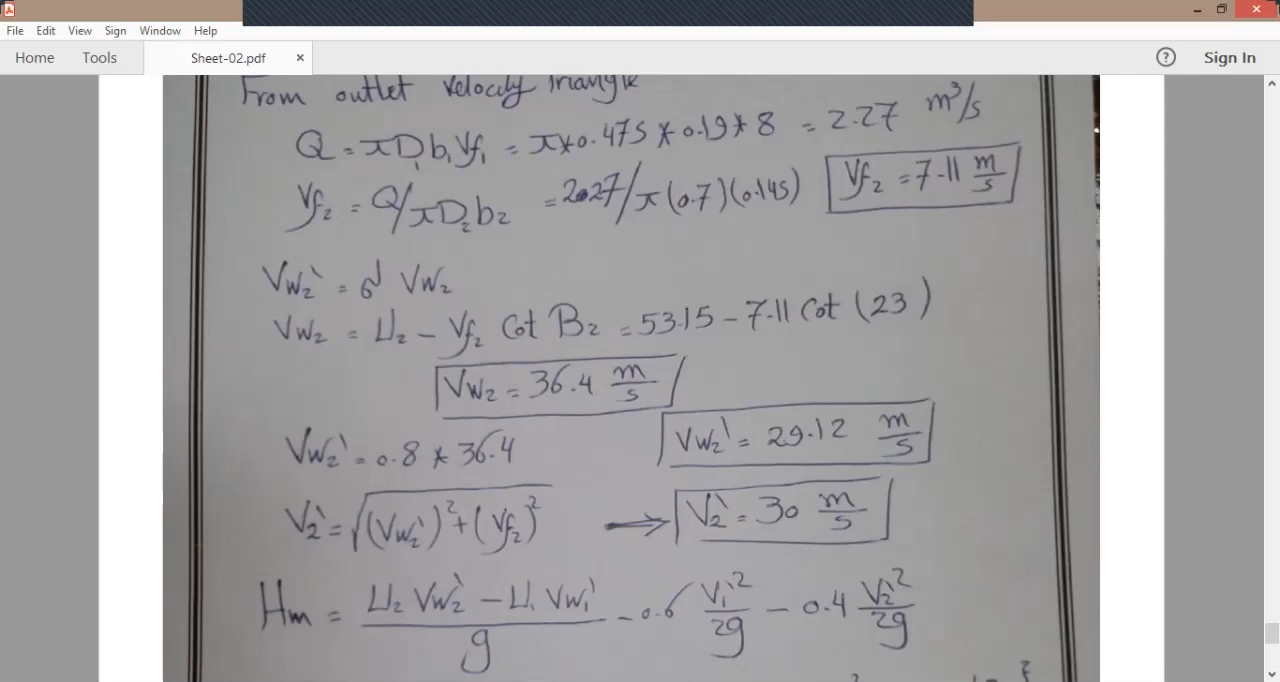 File Edit View Sign Window Help
Home Tools Sheet-02.pdf × ? Sign In
From outlet velocity triangle
Q = πD₁b₁Vf₁ = π*0.475*0.19*8 = 2.27 m³/s
Vf₂ = Q/πD₂b₂ = 2.27/π(0.7)(0.145) Vf₂ = 7.11 m/s
Vw₂' = σ Vw₂
Vw₂ = U₂ - Vf₂ Cot B₂ = 53.15 - 7.11 Cot (23)
Vw₂ = 36.4 m/s
Vw₂' = 0.8 * 36.4 Vw₂' = 29.12 m/s
V₂' = √(Vw₂')² + (Vf₂)² → V₂' = 30 m/s
Hm = U₂ Vw₂' - U₁ Vw₁' / g - 0.6 V₁'²/2g - 0.4 V₂'²/2g